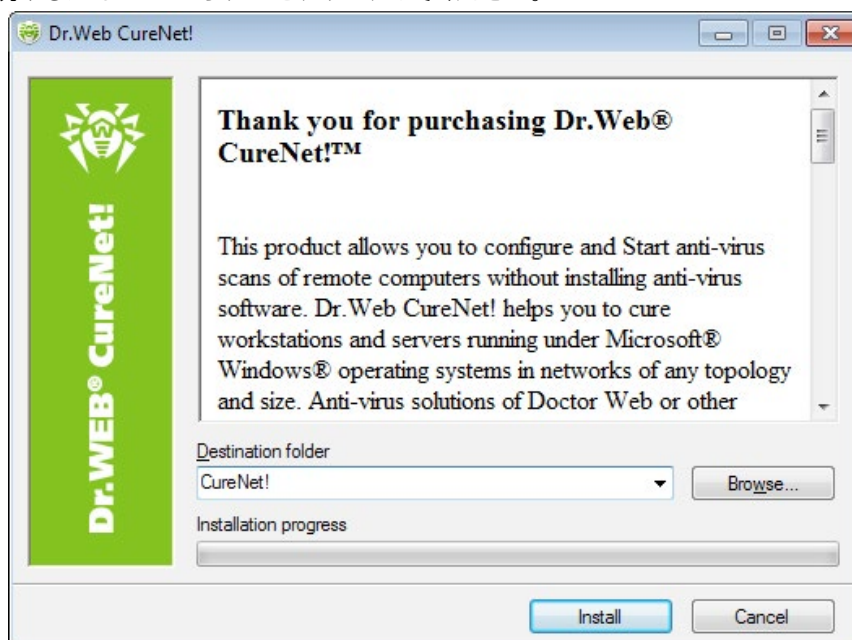 Dr.Web CureNet!
Dr.WEB® CureNet!
Thank you for purchasing Dr.Web®
CureNet!™
This product allows you to configure and Start anti-virus
scans of remote computers without installing anti-virus
software. Dr.Web CureNet! helps you to cure
workstations and servers running under Microsoft®
Windows® operating systems in networks of any topology
and size. Anti-virus solutions of Doctor Web or other
Destination folder
CureNet!
Browse...
Installation progress
Install
Cancel